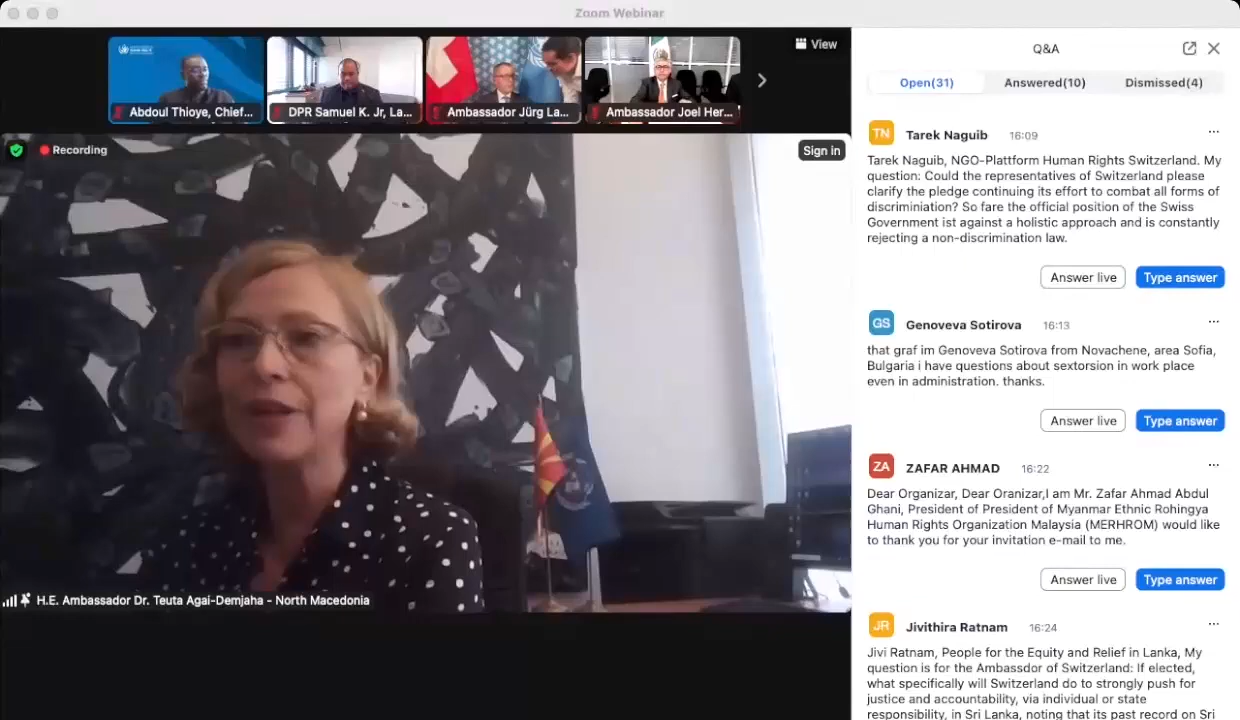 Zoom Webinar
View
Abdoul Thioye, Chief...
DPR Samuel K. Jr, La...
Ambassador Jürg La...
Ambassador Joel Her...
Recording
Sign in
H.E. Ambassador Dr. Teuta Agai-Demjaha - North Macedonia
Q&A
Open(31)
Answered(10)
Dismissed(4)
TN
Tarek Naguib
16:09
Tarek Naguib, NGO-Plattform Human Rights Switzerland. My
question: Could the representatives of Switzerland please
clarify the pledge continuing its effort to combat all forms of
discriminiation? So fare the official position of the Swiss
Government ist against a holistic approach and is constantly
rejecting a non-discrimination law.
Answer live
Type answer
GS
Genoveva Sotirova
16:13
that graf im Genoveva Sotirova from Novachene, area Sofia,
Bulgaria i have questions about sextorsion in work place
even in administration. thanks.
Answer live
Type answer
ZA
ZAFAR AHMAD
16:22
Dear Organizar, Dear Oranizar,I am Mr. Zafar Ahmad Abdul
Ghani, President of President of Myanmar Ethnic Rohingya
Human Rights Organization Malaysia (MERHROM) would like
to thank you for your invitation e-mail to me.
Answer live
Type answer
JR
Jivithira Ratnam
16:24
Jivi Ratnam, People for the Equity and Relief in Lanka, My
question is for the Ambassdor of Switzerland: If elected,
what specifically will Switzerland do to strongly push for
justice and accountability, via individual or state
responsibility, in Sri Lanka, noting that its past record on Sri